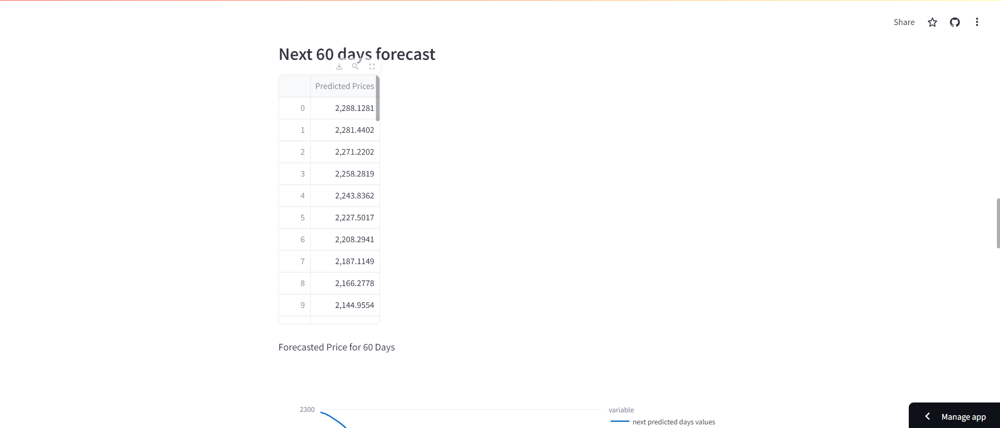 Share
Next 60 days forecast
Predicted Prices
0 2,288.1281
1 2,281.4402
2 2,271.2202
3 2,258.2819
4 2,243.8362
5 2,227.5017
6 2,208.2941
7 2,187.1149
8 2,166.2778
9 2,144.9554
Forecasted Price for 60 Days
2300
variable
next predicted days values
Manage app